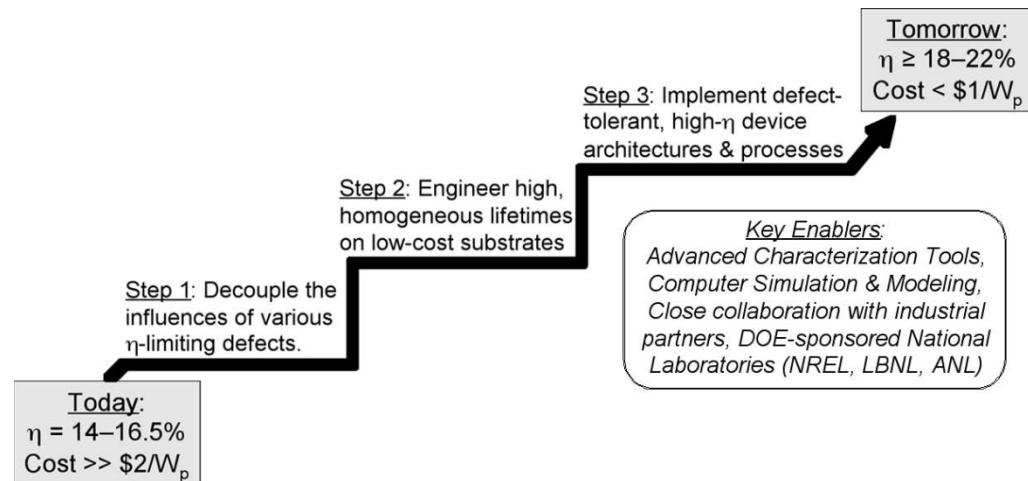 Today:
η = 14–16.5%
Cost >> $2/Wp
Step 1: Decouple the
influences of various
η-limiting defects.
Step 2: Engineer high,
homogeneous lifetimes
on low-cost substrates
Step 3: Implement defect-
tolerant, high-η device
architectures & processes
Tomorrow:
η ≥ 18–22%
Cost < $1/Wp
Key Enablers:
Advanced Characterization Tools,
Computer Simulation & Modeling,
Close collaboration with industrial
partners, DOE-sponsored National
Laboratories (NREL, LBNL, ANL)